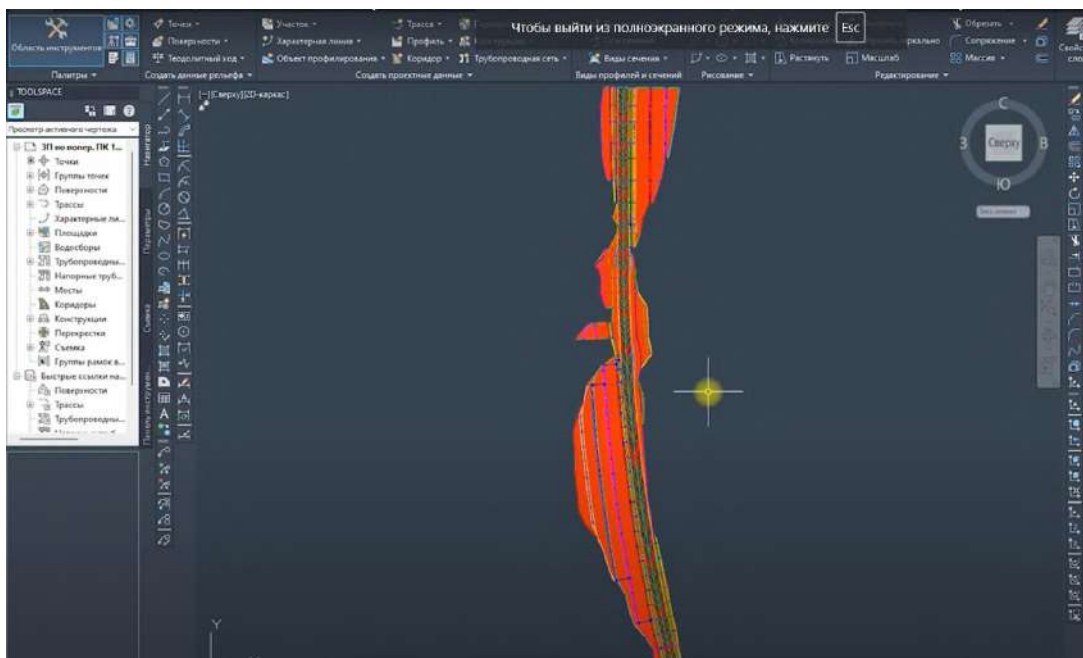 Чтобы выйти из полноэкранного режима, нажмите Esc
Область инструментов
Точки
Участок
Трасса
Обрезать
Поверхности
Характерная линия
Профиль
Сопряжение
Теодолитный ход
Объект профилирования
Коридор
Трубопроводная сеть
Виды сечения
Растянуть
Масштаб
Массив
Палитры
Создать данные рельефа
Создать проектные данные
Виды профилей и сечений
Рисование
Редактирование
TOOLSPACE
Просмотр активного чертежа
ЗП по попер. ПК 1...
Точки
Группы точек
Поверхности
Трассы
Характерные ли...
Площадки
Водосборы
Трубопроводны...
Напорные труб...
Мосты
Коридоры
Конструкции
Перекрестки
Съемка
Группы рамок в...
Быстрые ссылки на...
Поверхности
Трассы
Трубопроводны...
Навигатор
Параметры
Съемка
[–][Сверху][2D-каркас]
С
З
Сверху
В
Ю
Y